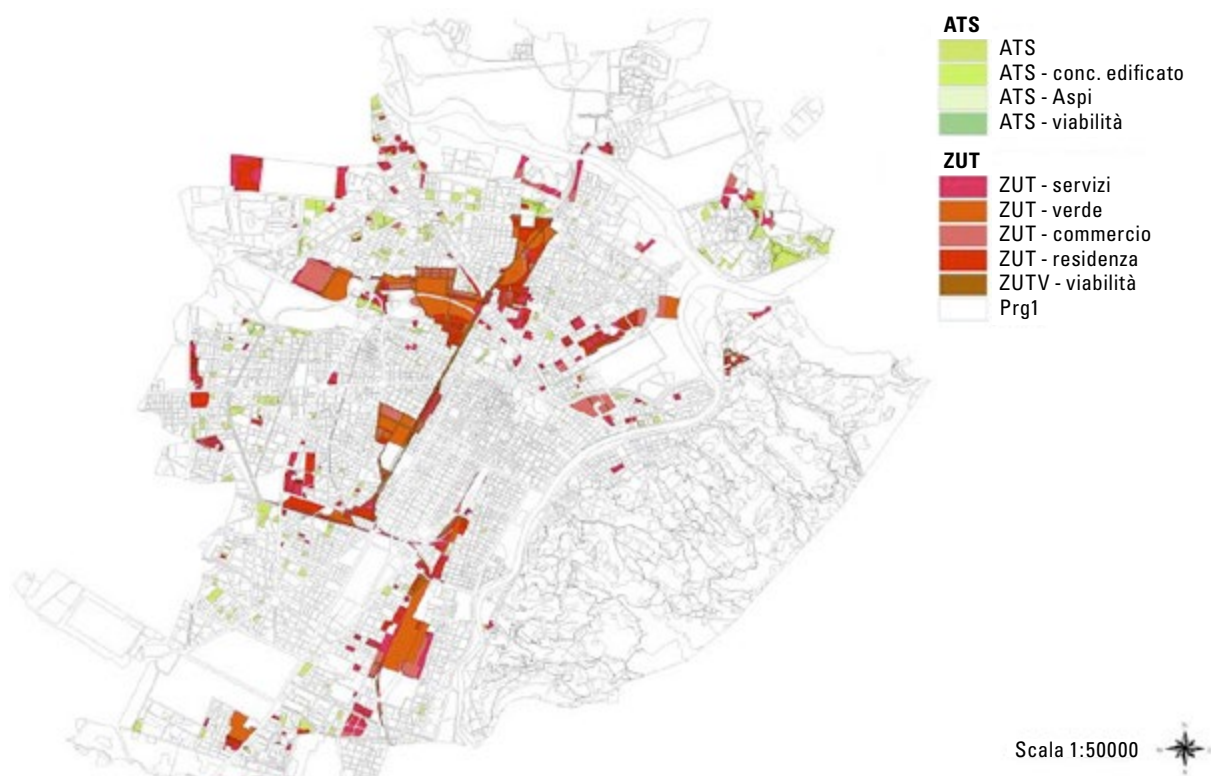 ATS
ATS
ATS - conc. edificato
ATS - Aspi
ATS - viabilità
ZUT
ZUT - servizi
ZUT - verde
ZUT - commercio
ZUT - residenza
ZUTV - viabilità
Prg1
Scala 1:50000